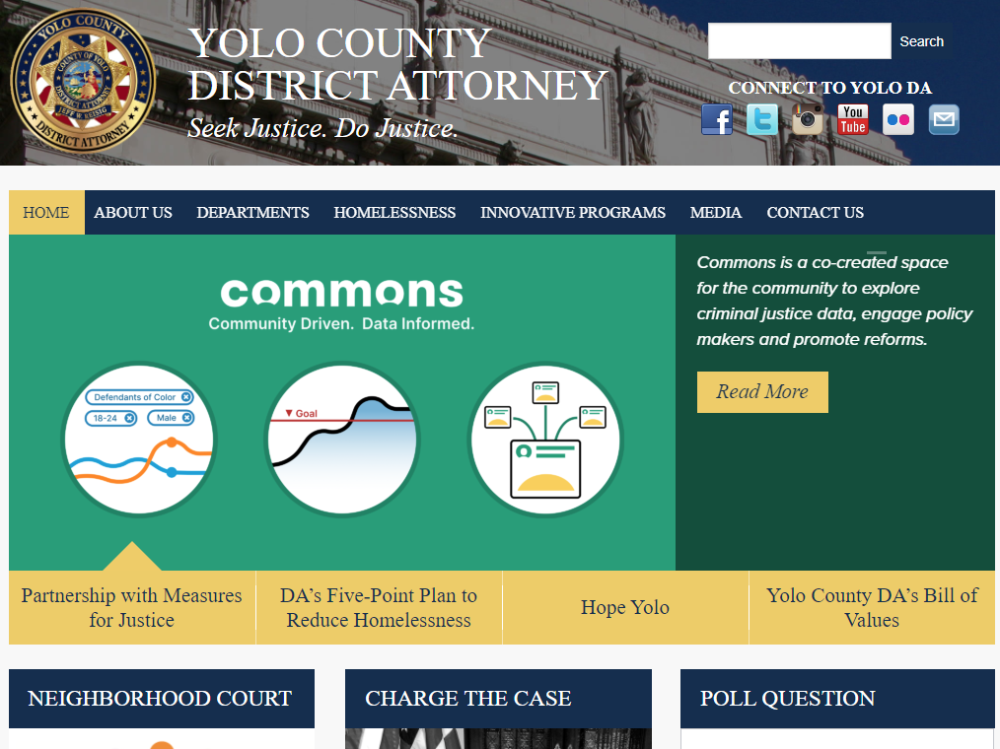 YOLO COUNTY
COUNTY OF YOLO
DISTRICT ATTORNEY
JEFF W. REISIG
DISTRICT ATTORNEY
YOLO COUNTY
DISTRICT ATTORNEY
Seek Justice. Do Justice.
Search
CONNECT TO YOLO DA
You
Tube
HOME ABOUT US DEPARTMENTS HOMELESSNESS INNOVATIVE PROGRAMS MEDIA CONTACT US
commons
Community Driven. Data Informed.
Defendants of Color
18-24 Male
Goal
Commons is a co-created space
for the community to explore
criminal justice data, engage policy
makers and promote reforms.
Read More
Partnership with Measures
for Justice
DA’s Five-Point Plan to
Reduce Homelessness
Hope Yolo
Yolo County DA’s Bill of
Values
NEIGHBORHOOD COURT
CHARGE THE CASE
POLL QUESTION